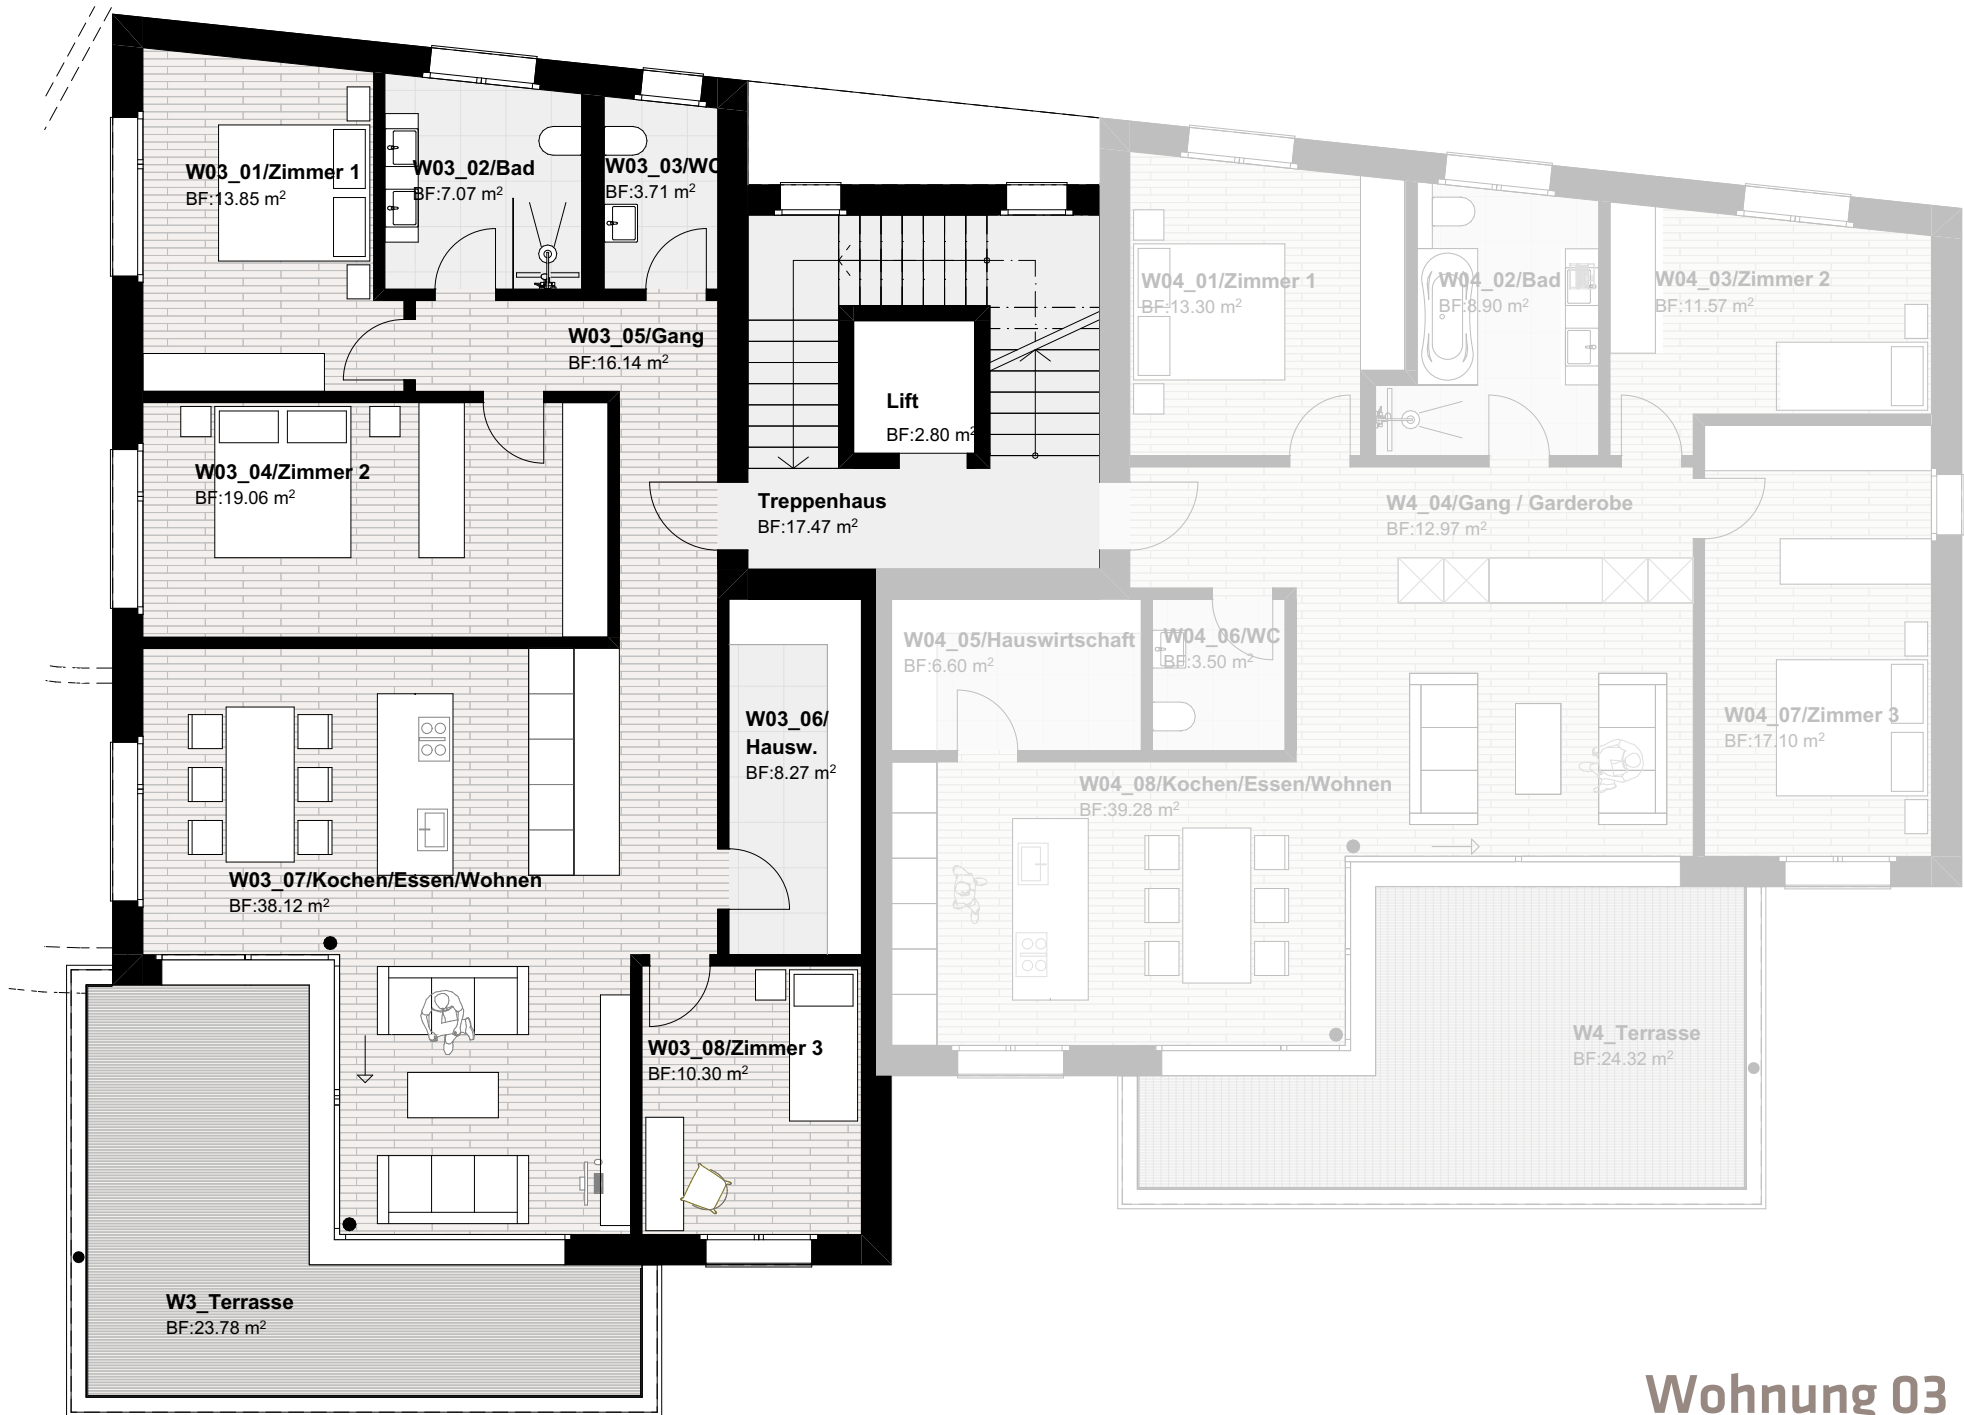 W03_01/Zimmer 1
BF:13.85 m²
W03_02/Bad
BF:7.07 m²
W03_03/WC
BF:3.71 m²
W03_05/Gang
BF:16.14 m²
Lift
BF:2.80 m²
W03_04/Zimmer 2
BF:19.06 m²
Treppenhaus
BF:17.47 m²
W03_06/
Hausw.
BF:8.27 m²
W03_07/Kochen/Essen/Wohnen
BF:38.12 m²
W03_08/Zimmer 3
BF:10.30 m²
W3_Terrasse
BF:23.78 m²
W04_01/Zimmer 1
BF:13.30 m²
W04_02/Bad
BF:8.90 m²
W04_03/Zimmer 2
BF:11.57 m²
W4_04/Gang / Garderobe
BF:12.97 m²
W04_05/Hauswirtschaft
BF:6.60 m²
W04_06/WC
BF:3.50 m²
W04_07/Zimmer 3
BF:17.10 m²
W04_08/Kochen/Essen/Wohnen
BF:39.28 m²
W4_Terrasse
BF:24.32 m²
Wohnung 03